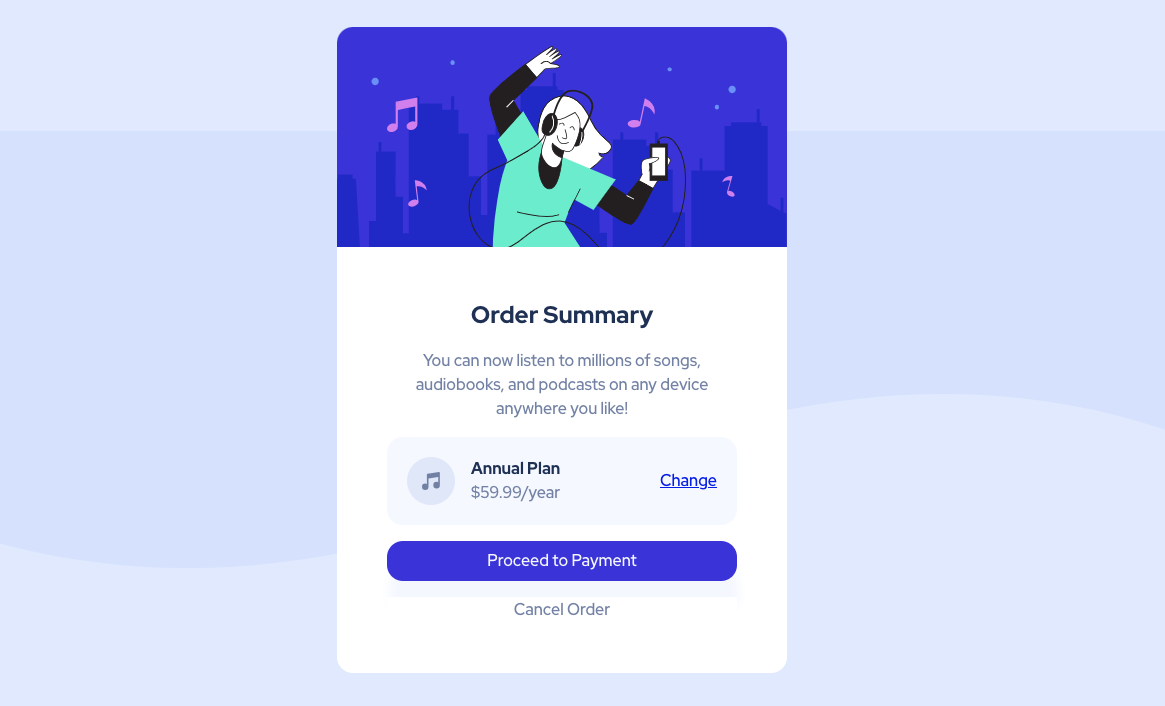 Order Summary
You can now listen to millions of songs,
audiobooks, and podcasts on any device
anywhere you like!
Annual Plan
$59.99/year
Change
Proceed to Payment
Cancel Order